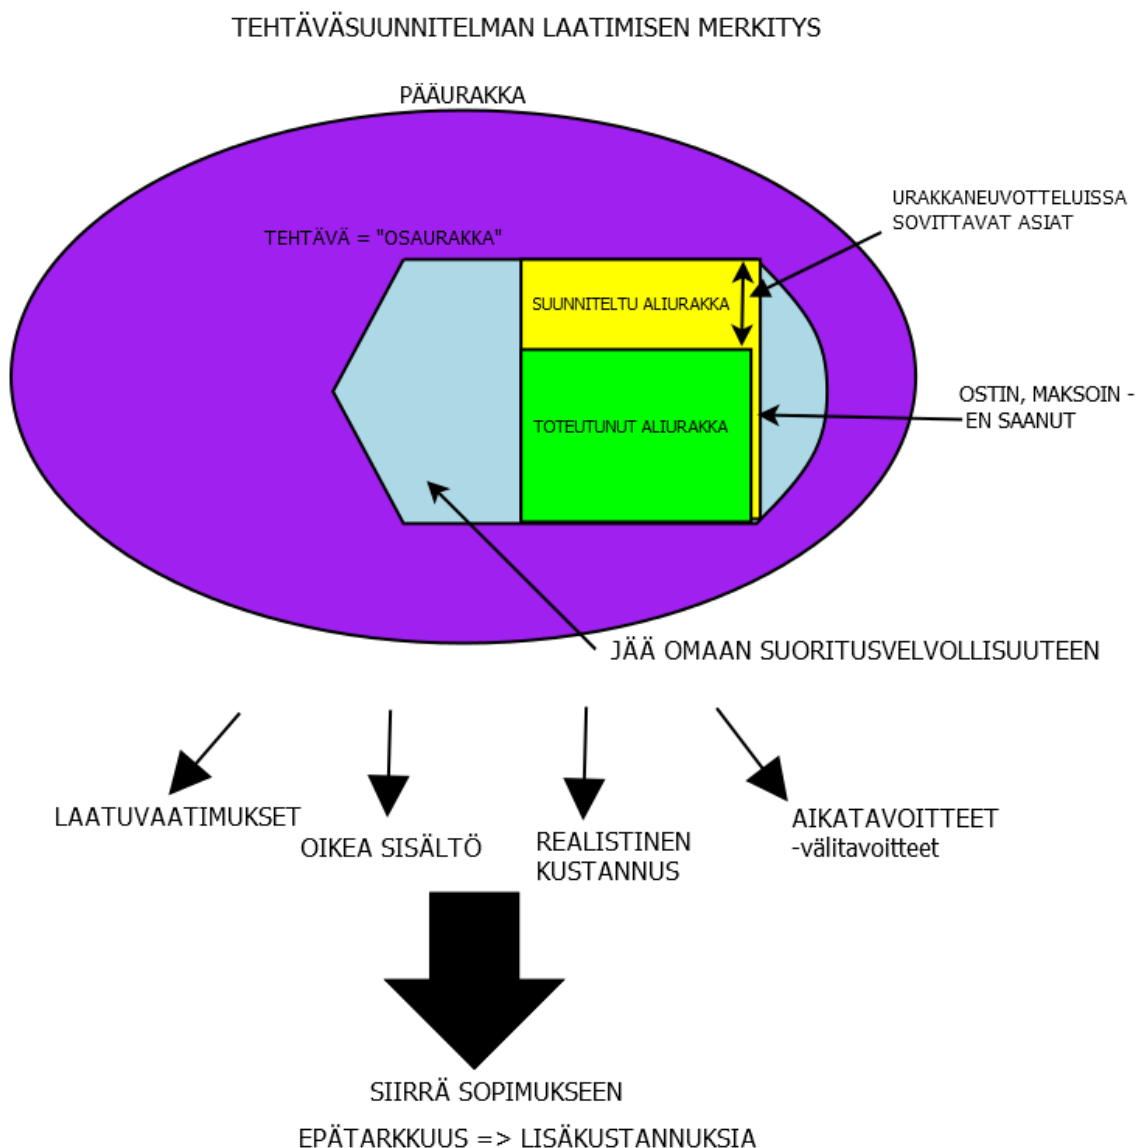 TEHTÄVÄSUUNNITELMAN LAATIMISEN MERKITYS
PÄÄURAKKA
URAKKANEUVOTTELUISSA
SOVITTAVAT ASIAT
TEHTÄVÄ = "OSAURAKKA"
SUUNNITELTU ALIURAKKA
OSTIN, MAKSOIN -
EN SAANUT
TOTEUTUNUT ALIURAKKA
JÄÄ OMAAN SUORITUSVELVOLLISUUTEEN
LAATUVAATIMUKSET
OIKEA SISÄLTÖ
REALISTINEN
KUSTANNUS
AIKATAVOITTEET
-välitavoitteet
SIIRRÄ SOPIMUKSEEN
EPÄTARKKUUS => LISÄKUSTANNUKSIA